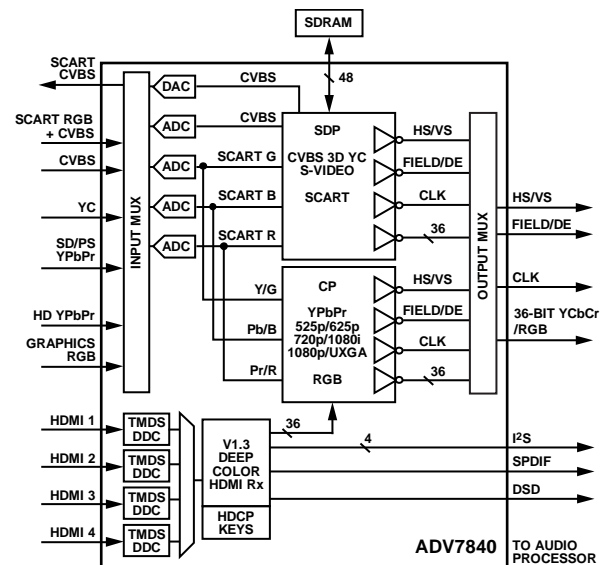 SDRAM
48
SCART
CVBS
SCART RGB
+ CVBS
CVBS
YC
SD/PS
YPbPr
HD YPbPr
GRAPHICS
RGB
INPUT MUX
DAC
ADC
ADC
ADC
ADC
CVBS
CVBS
SCART G
SCART B
SCART R
Y/G
Pb/B
Pr/R
SDP
CVBS 3D YC
S-VIDEO
SCART
HS/VS
FIELD/DE
CLK
36
CP
YPbPr
525p/625p
720p/1080i
1080p/UXGA
RGB
HS/VS
FIELD/DE
CLK
36
OUTPUT MUX
HS/VS
FIELD/DE
CLK
36-BIT YCbCr
/RGB
HDMI 1
HDMI 2
HDMI 3
HDMI 4
TMDS
DDC
TMDS
DDC
TMDS
DDC
TMDS
DDC
V1.3
DEEP
COLOR
HDMI Rx
HDCP
KEYS
36
4
I²S
SPDIF
DSD
ADV7840
TO AUDIO
PROCESSOR